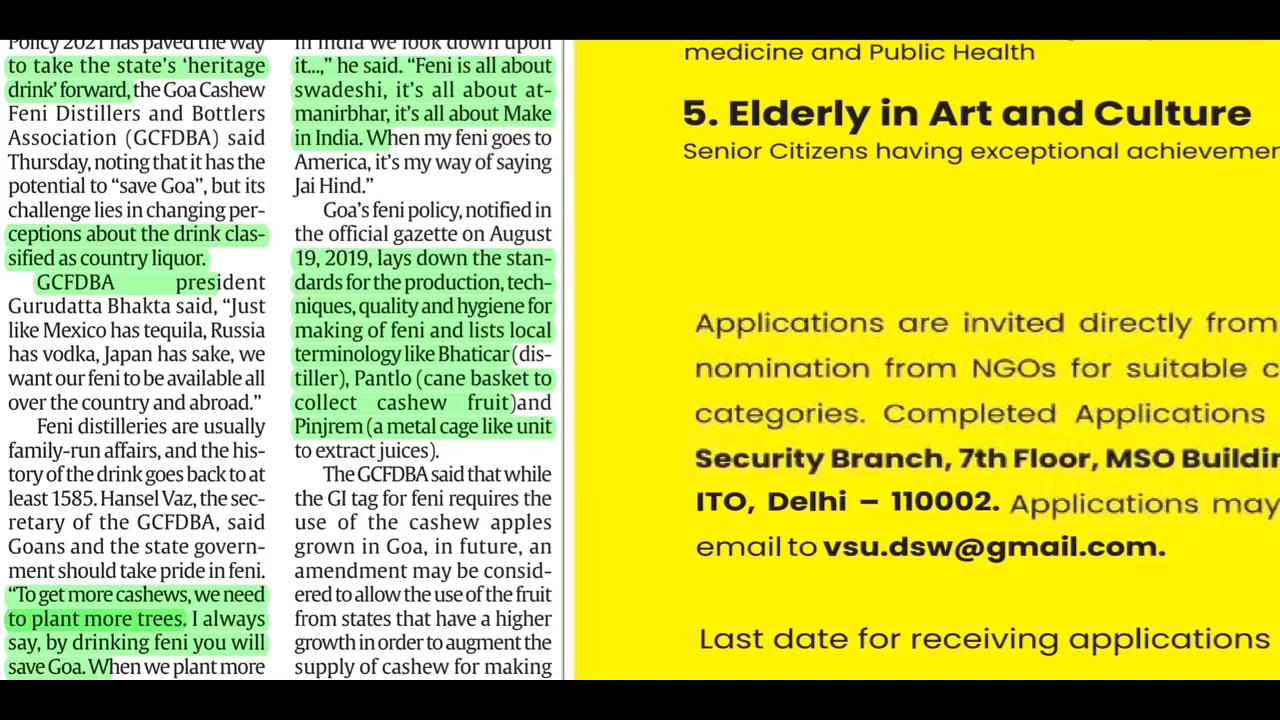 Policy 2021 has paved the way
to take the state's 'heritage
drink' forward, the Goa Cashew
Feni Distillers and Bottlers
Association (GCFDBA) said
Thursday, noting that it has the
potential to "save Goa", but its
challenge lies in changing per-
ceptions about the drink clas-
sified as country liquor.
GCFDBA president
Gurudatta Bhakta said, "Just
like Mexico has tequila, Russia
has vodka, Japan has sake, we
want our feni to be available all
over the country and abroad."
Feni distilleries are usually
family-run affairs, and the his-
tory of the drink goes back to at
least 1585. Hansel Vaz, the sec-
retary of the GCFDBA, said
Goans and the state govern-
ment should take pride in feni.
"To get more cashews, we need
to plant more trees. I always
say, by drinking feni you will
save Goa. When we plant more
in India we look down upon
it...," he said. "Feni is all about
swadeshi, it's all about at-
manirbhar, it's all about Make
in India. When my feni goes to
America, it's my way of saying
Jai Hind."
Goa's feni policy, notified in
the official gazette on August
19, 2019, lays down the stan-
dards for the production, tech-
niques, quality and hygiene for
making of feni and lists local
terminology like Bhaticar (dis-
tiller), Pantlo (cane basket to
collect cashew fruit)and
Pinjrem (a metal cage like unit
to extract juices).
The GCFDBA said that while
the GI tag for feni requires the
use of the cashew apples
grown in Goa, in future, an
amendment may be consid-
ered to allow the use of the fruit
from states that have a higher
growth in order to augment the
supply of cashew for making
medicine and Public Health
5. Elderly in Art and Culture
Senior Citizens having exceptional achievemen
Applications are invited directly from
nomination from NGOs for suitable c
categories. Completed Applications
Security Branch, 7th Floor, MSO Buildin
ITO, Delhi – 110002. Applications may
email to vsu.dsw@gmail.com.
Last date for receiving applications